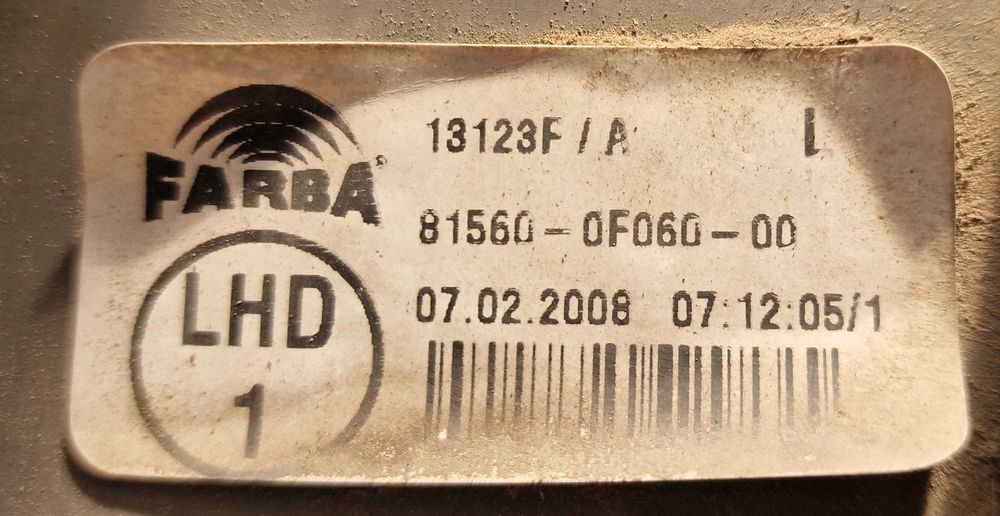 FARBA
LHD
1
13123F / A L
81560-0F060-00
07.02.2008 07:12:05/1